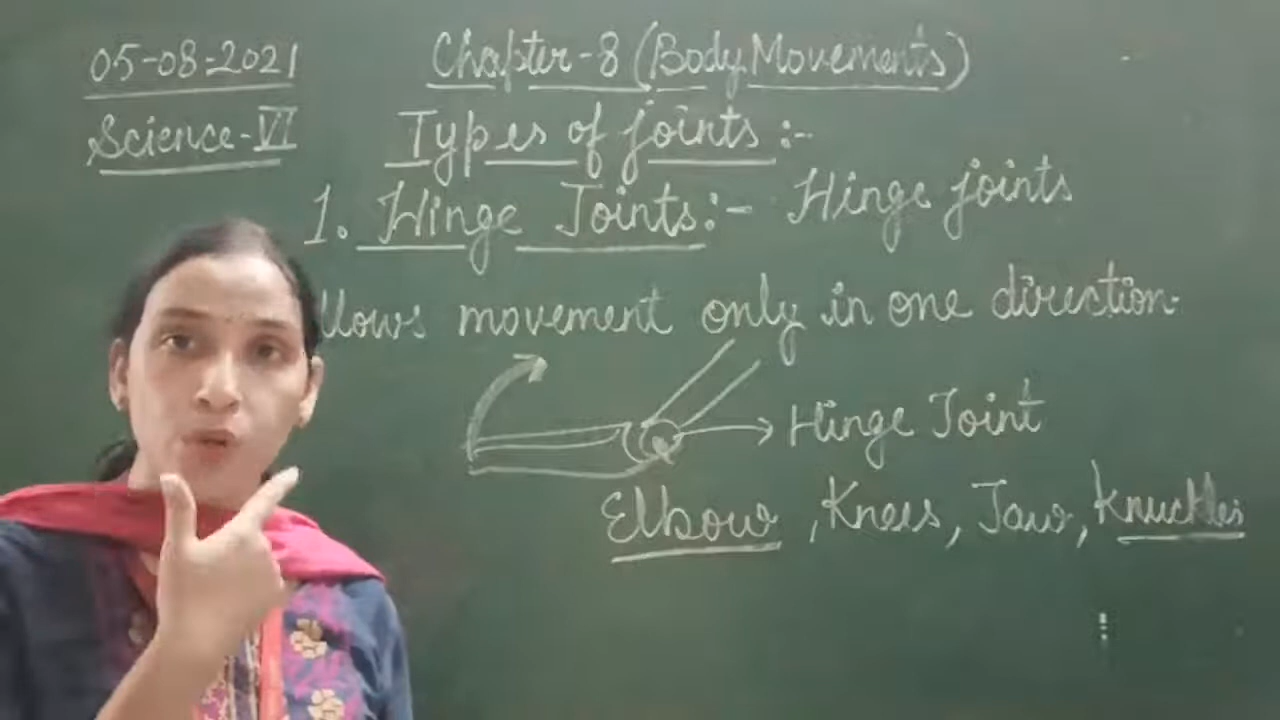 05-08-2021
Chapter-8 (Body Movements)
Science-VI
Types of joints :-
1. Hinge Joints :- Hinge joints
llows movement only in one direction.
Hinge Joint
Elbow, Knees, Jaw, Knuckles